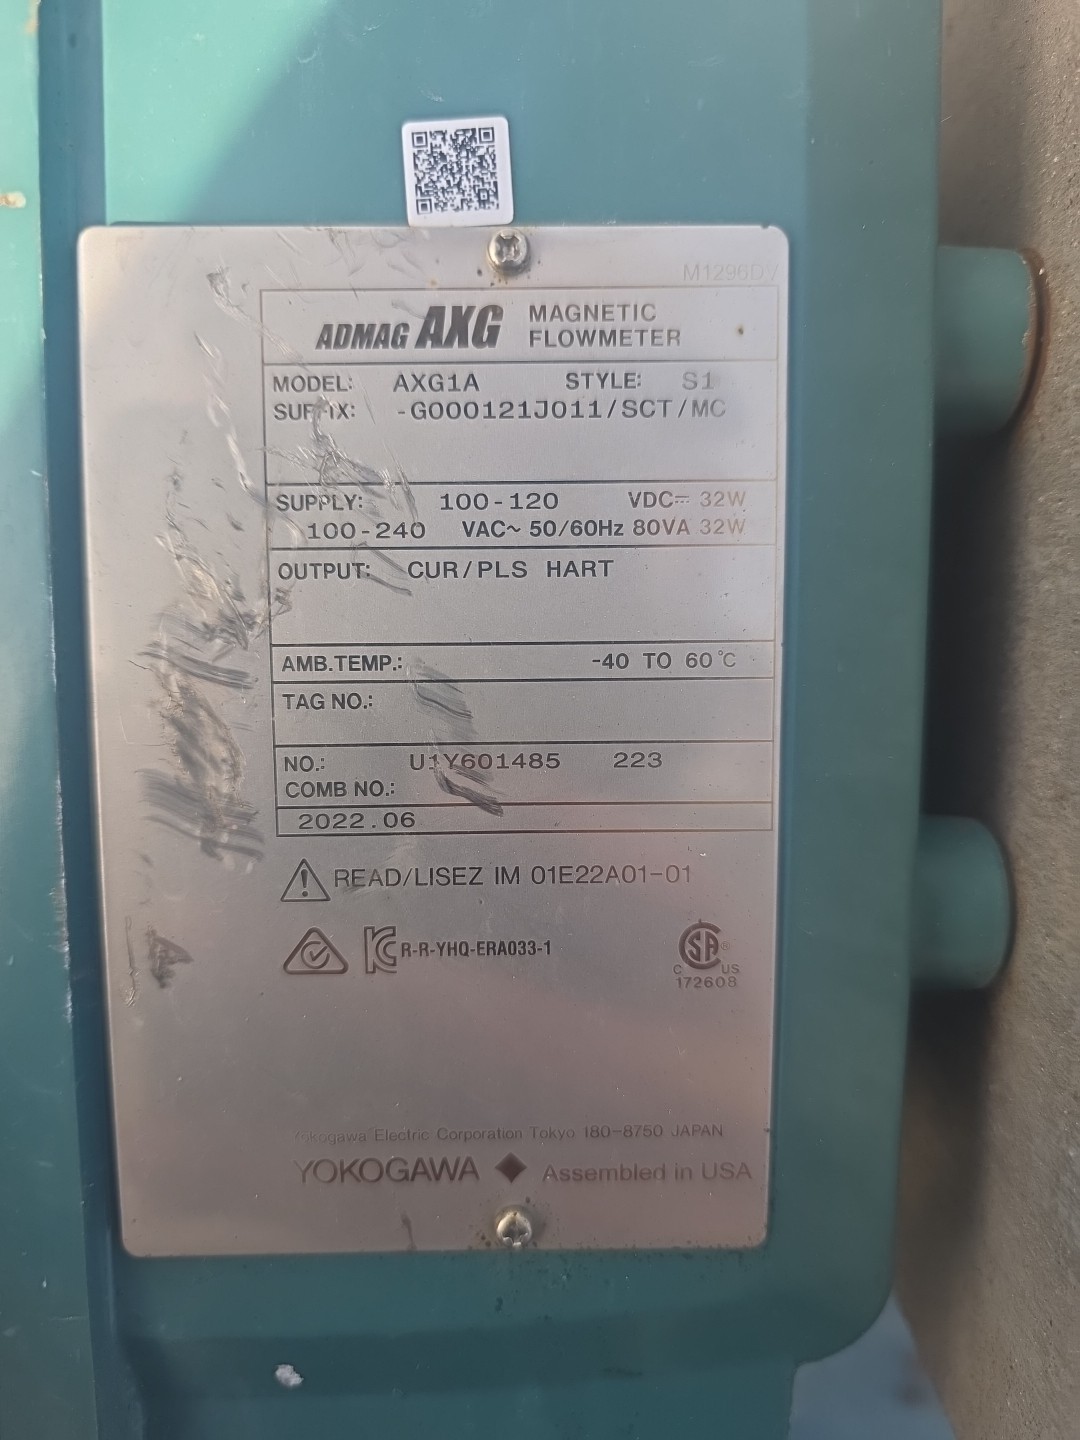 M1296DV
ADMAG AXG MAGNETIC FLOWMETER
MODEL: AXG1A STYLE: S1
SUFFIX: -G000121J011/SCT/MC
SUPPLY: 100-120 VDC⎓ 32W
100-240 VAC~ 50/60Hz 80VA 32W
OUTPUT: CUR/PLS HART
AMB.TEMP.: -40 TO 60℃
TAG NO.:
NO.: U1Y601485 223
COMB NO.:
2022.06
READ/LISEZ IM 01E22A01-01
R-R-YHQ-ERA033-1
SA®
C US
172608
Yokogawa Electric Corporation Tokyo 180-8750 JAPAN
YOKOGAWA ◆ Assembled in USA